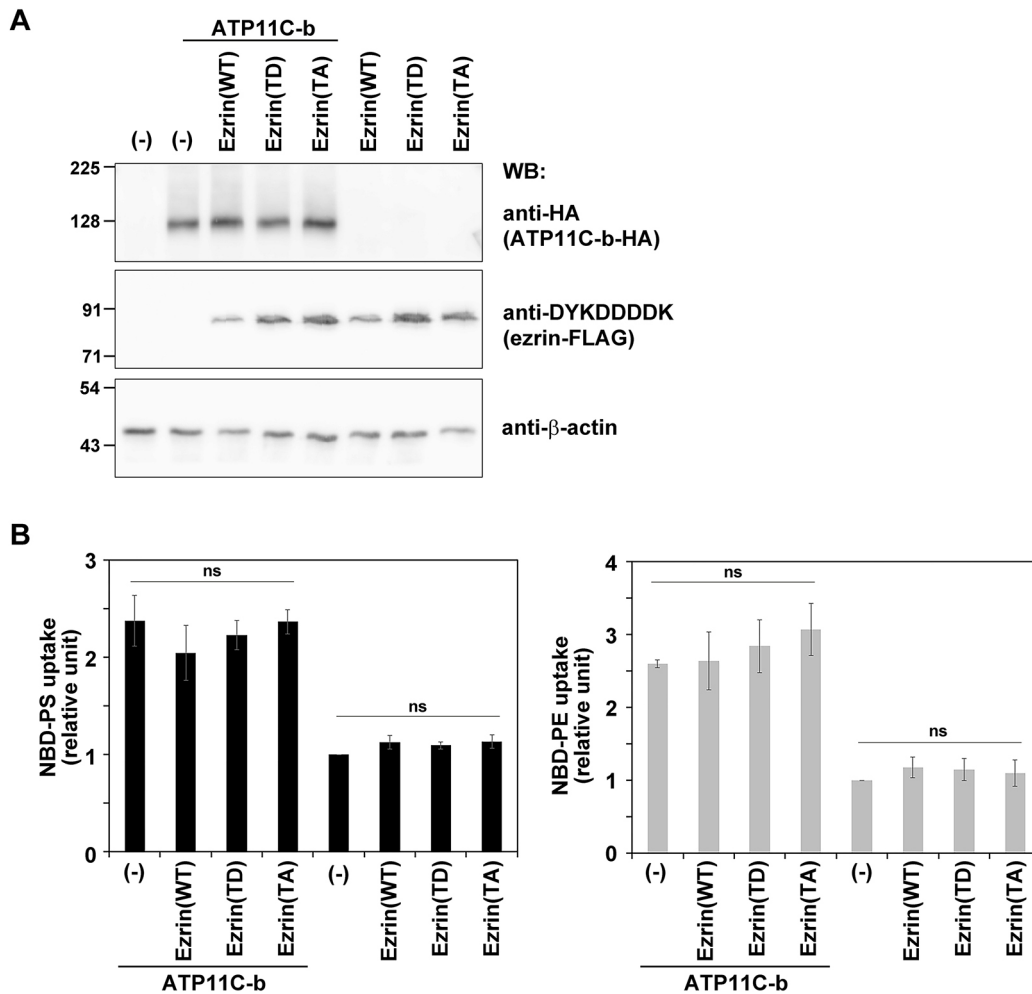 A
ATP11C-b
(-)
(-)
Ezrin(WT)
Ezrin(TD)
Ezrin(TA)
Ezrin(WT)
Ezrin(TD)
Ezrin(TA)
225
128
WB:
anti-HA
(ATP11C-b-HA)
91
71
anti-DYKDDDDK
(ezrin-FLAG)
54
43
anti-β-actin
B
NBD-PS uptake
(relative unit)
3
2
1
0
ns
ns
(-)
Ezrin(WT)
Ezrin(TD)
Ezrin(TA)
(-)
Ezrin(WT)
Ezrin(TD)
Ezrin(TA)
ATP11C-b
NBD-PE uptake
(relative unit)
4
3
2
1
0
ns
ns
(-)
Ezrin(WT)
Ezrin(TD)
Ezrin(TA)
(-)
Ezrin(WT)
Ezrin(TD)
Ezrin(TA)
ATP11C-b